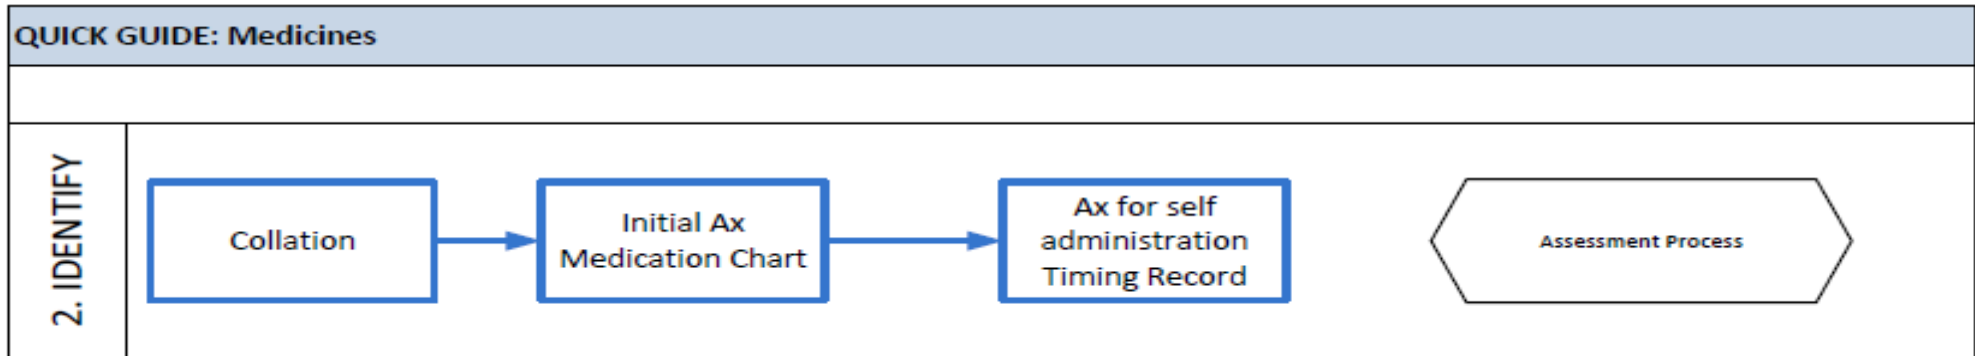 QUICK GUIDE: Medicines
2. IDENTIFY
Collation
Initial Ax
Medication Chart
Ax for self
administration
Timing Record
Assessment Process